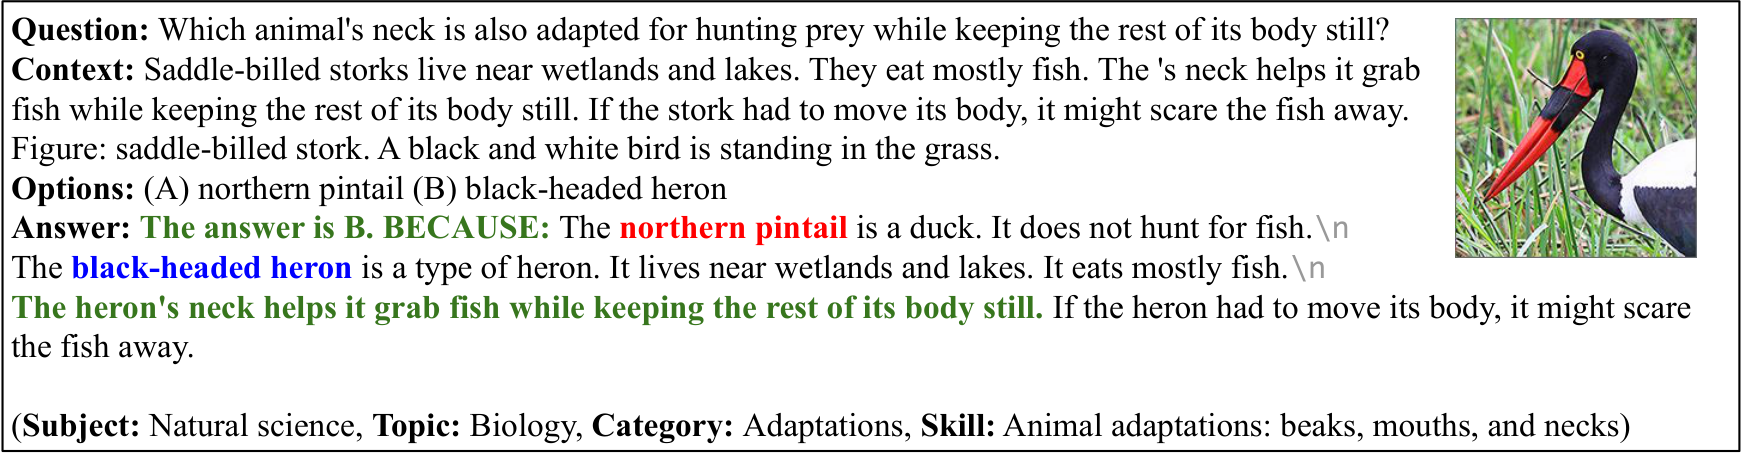 Question: Which animal's neck is also adapted for hunting prey while keeping the rest of its body still?
Context: Saddle-billed storks live near wetlands and lakes. They eat mostly fish. The 's neck helps it grab
fish while keeping the rest of its body still. If the stork had to move its body, it might scare the fish away.
Figure: saddle-billed stork. A black and white bird is standing in the grass.
Options: (A) northern pintail (B) black-headed heron
Answer: The answer is B. BECAUSE: The northern pintail is a duck. It does not hunt for fish.\n
The black-headed heron is a type of heron. It lives near wetlands and lakes. It eats mostly fish.\n
The heron's neck helps it grab fish while keeping the rest of its body still. If the heron had to move its body, it might scare
the fish away.
(Subject: Natural science, Topic: Biology, Category: Adaptations, Skill: Animal adaptations: beaks, mouths, and necks)